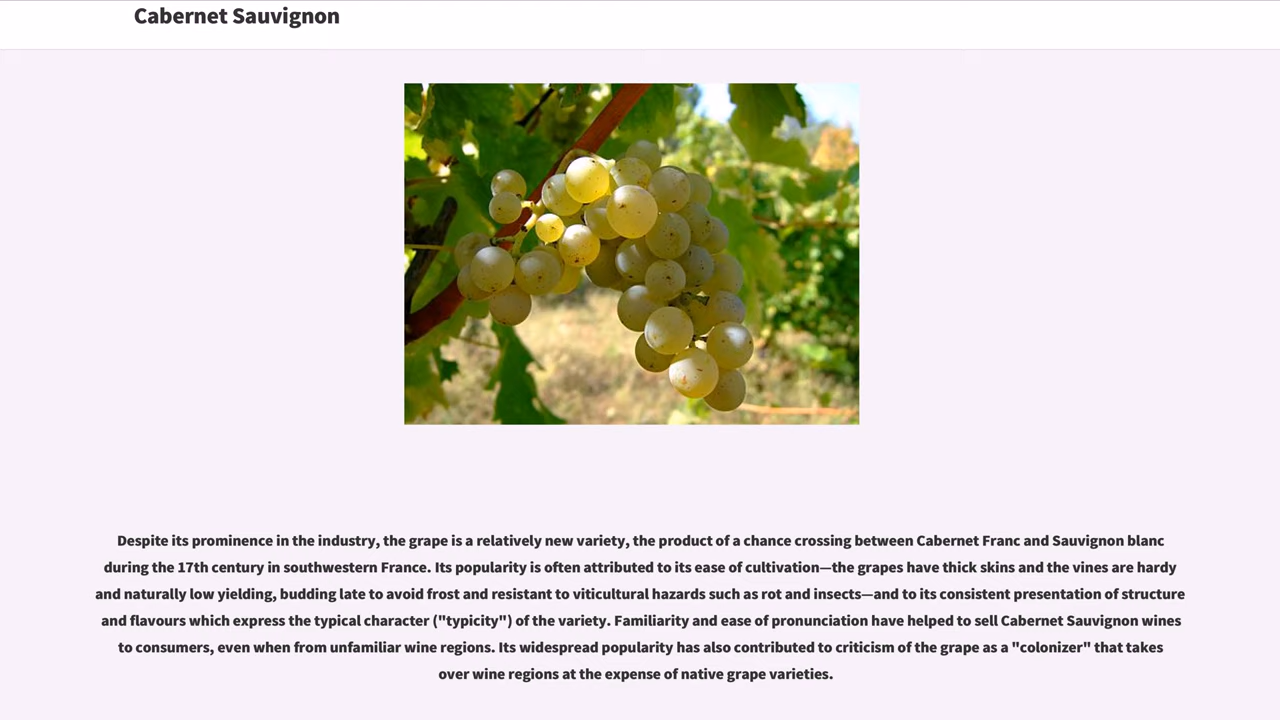 Cabernet Sauvignon
Despite its prominence in the industry, the grape is a relatively new variety, the product of a chance crossing between Cabernet Franc and Sauvignon blanc
during the 17th century in southwestern France. Its popularity is often attributed to its ease of cultivation—the grapes have thick skins and the vines are hardy
and naturally low yielding, budding late to avoid frost and resistant to viticultural hazards such as rot and insects—and to its consistent presentation of structure
and flavours which express the typical character ("typicity") of the variety. Familiarity and ease of pronunciation have helped to sell Cabernet Sauvignon wines
to consumers, even when from unfamiliar wine regions. Its widespread popularity has also contributed to criticism of the grape as a "colonizer" that takes
over wine regions at the expense of native grape varieties.